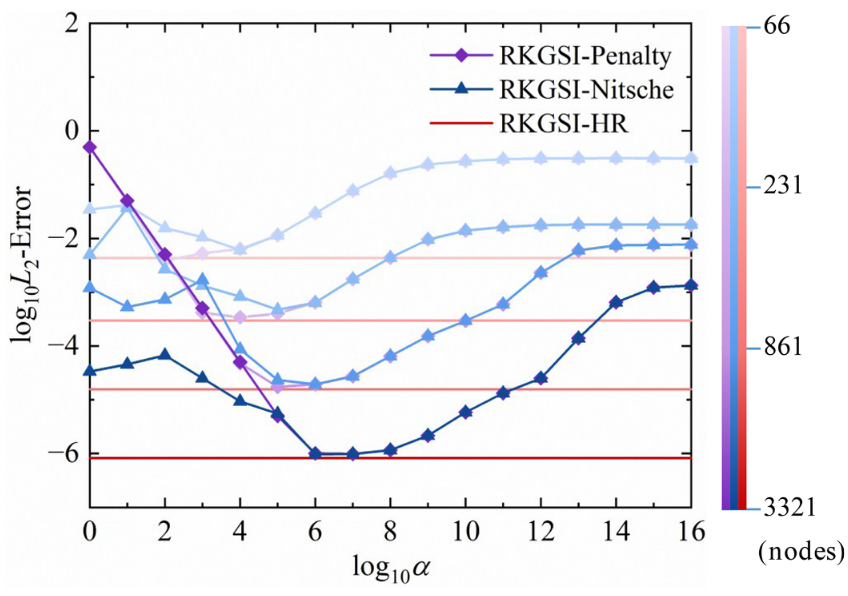 2
0
−2
−4
−6
0 2 4 6 8 10 12 14 16
log₁₀L₂-Error
log₁₀α
RKGSI-Penalty
RKGSI-Nitsche
RKGSI-HR
66
231
861
3321
(nodes)